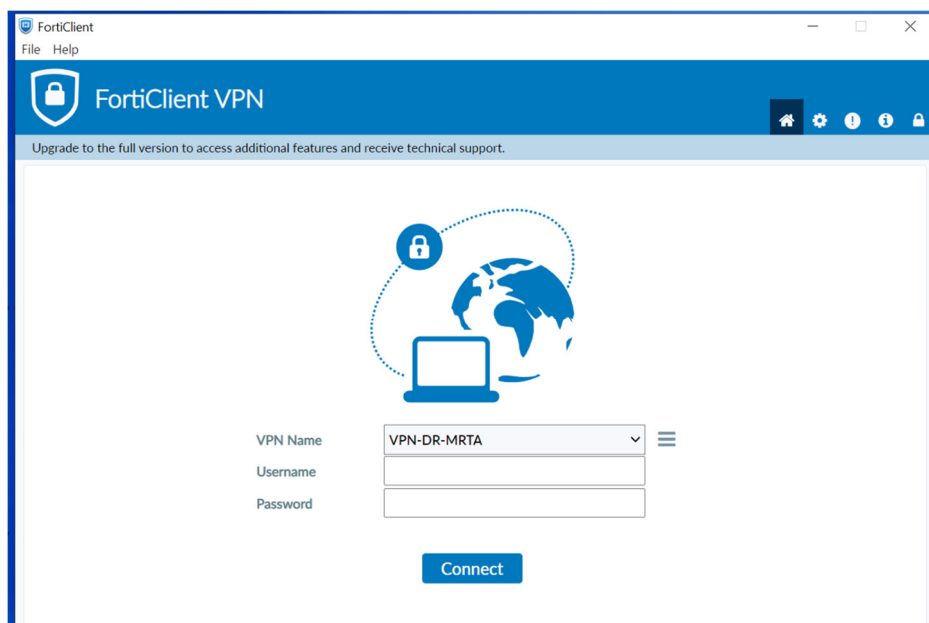 FortiClient
File Help
FortiClient VPN
Upgrade to the full version to access additional features and receive technical support.
VPN Name VPN-DR-MRTA
Username
Password
Connect